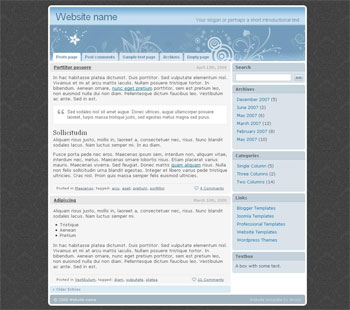 Website name
Your slogan or perhaps a short introductional text
Posts page
Post comments
Sample text page
Archives
Empty page
Porttitor posuere
April 13th, 2008
In hac habitasse platea dictumst. Duis porttitor. Sed vulputate elementum nisl.
Vivamus et mi at arcu mattis iaculis. Nullam posuere tristique tortor. In
bibendum. Aenean ornare, nunc eget pretium porttitor, sem est pretium leo,
non euismod nulla dui non diam. Pellentesque dictum faucibus leo. Vestibulum
ac ante. Sed in est.
Sed sodales nisl sit amet augue. Donec ultrices, augue ullamcorper posuere
laoreet, turpis massa tristique justo, sed egestas metus magna sed purus.
Sollicitudin
Aliquam risus justo, mollis in, laoreet a, consectetuer nec, risus. Nunc blandit
sodales lacus. Nam luctus semper mi. In eu diam.
Fusce porta pede nec eros. Maecenas ipsum sem, interdum non, aliquam vitae,
interdum nec, metus. Maecenas ornare lobortis risus. Etiam placerat varius
mauris. Maecenas viverra. Sed feugiat. Donec mattis quam aliquam risus. Nulla
non felis sollicitudin urna blandit egestas. Integer et libero varius pede tristique
ultricies. Cras nisl. Proin quis massa semper felis euismod ultricies.
Posted in Maecenas, tagged: arcu, eget, pretium, porttitor
4 Comments
Adipiscing
March 10th, 2008
Aliquam risus justo, mollis in, laoreet a, consectetuer nec, risus. Nunc blandit
sodales lacus. Nam luctus semper mi. In eu diam.
Tristique
Aenean
Pretium
In hac habitasse platea dictumst. Duis porttitor. Sed vulputate elementum nisl.
Vivamus et mi at arcu mattis iaculis. Nullam posuere tristique tortor. In
bibendum. Aenean ornare, nunc eget pretium porttitor, sem est pretium leo,
non euismod nulla dui non diam. Pellentesque dictum faucibus leo. Vestibulum
ac ante.
Posted in Vestibulum, tagged: diam, vulputate, platea
11 Comments
« Older Entries
© 2008 Website name
Search
Archives
December 2007 (5)
June 2007 (2)
May 2007 (6)
March 2007 (12)
February 2007 (8)
May 2007 (10)
Categories
Single Column (5)
Three Columns (2)
Two Columns (14)
Links
Blogger Templates
Joomla Templates
Professional Templates
Website Templates
Wordpress Themes
Textbox
A box with some text.